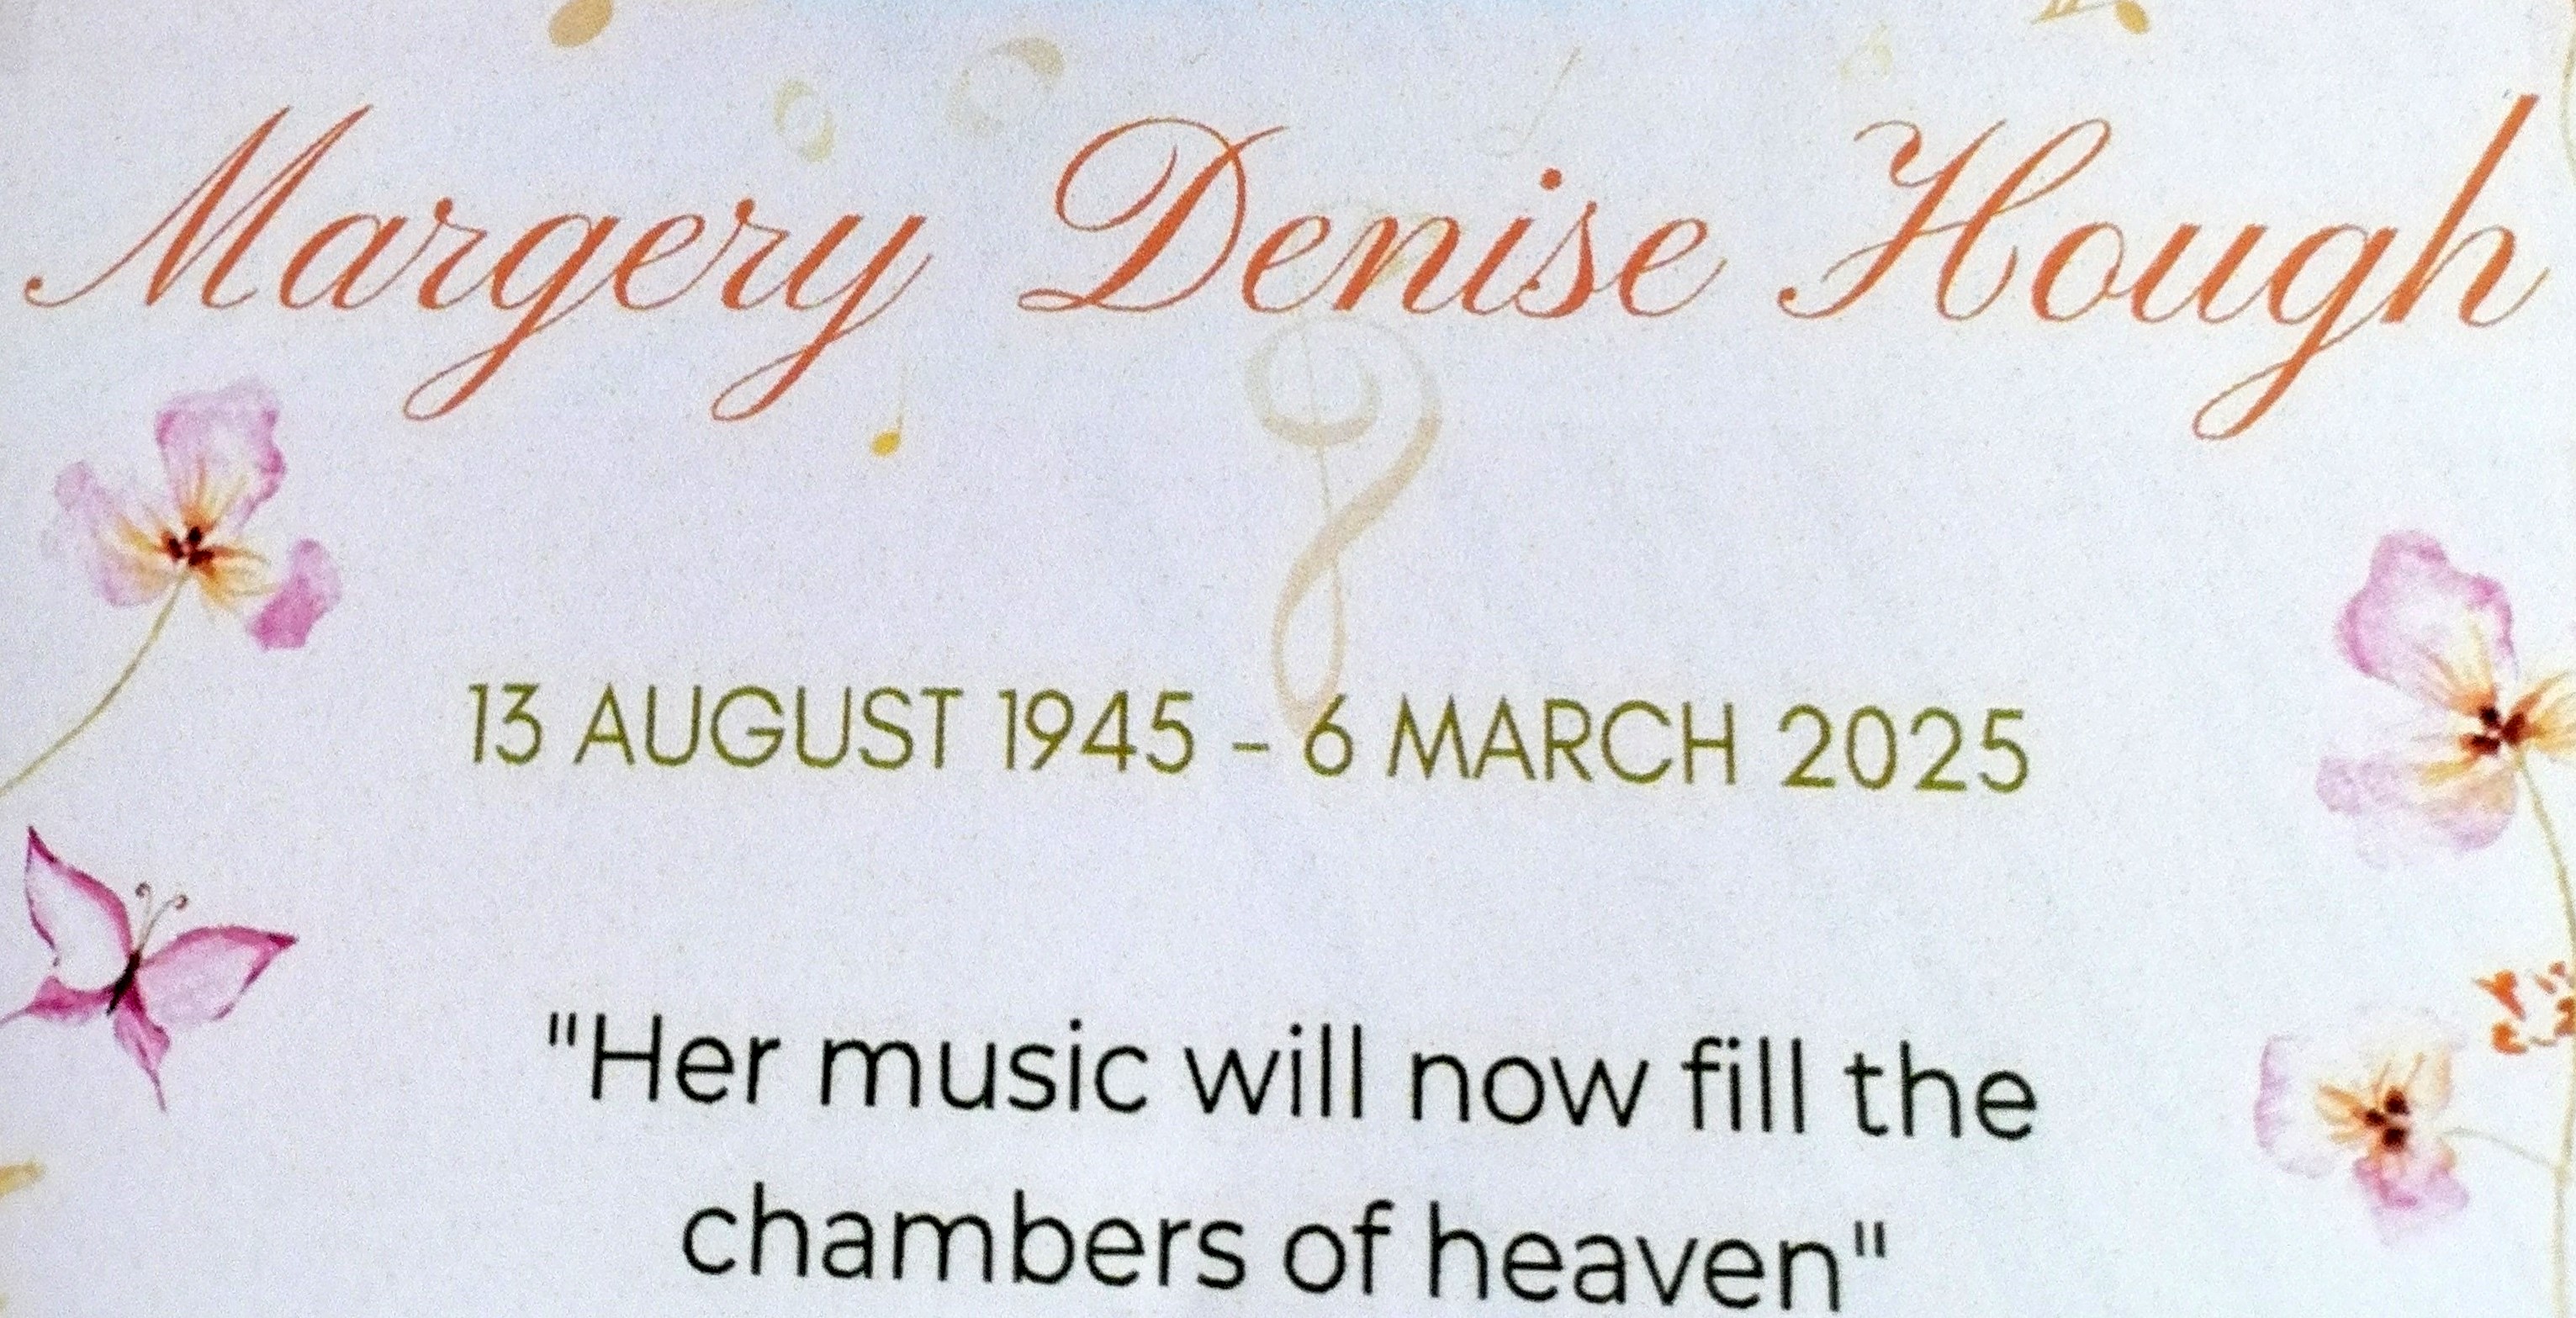 Margery Denise Hough
13 AUGUST 1945 - 6 MARCH 2025
"Her music will now fill the
chambers of heaven"